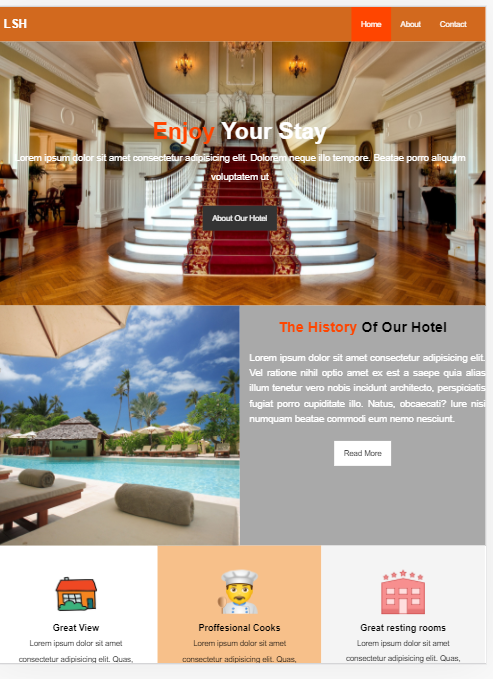 LSH
Home
About
Contact
Enjoy Your Stay
Lorem ipsum dolor sit amet consectetur adipisicing elit. Dolorem neque illo tempore. Beatae porro aliquam
voluptatem ut
About Our Hotel
The History Of Our Hotel
Lorem ipsum dolor sit amet consectetur adipisicing elit.
Vel ratione nihil optio amet ex est a saepe quia alias
illum tenetur vero nobis incidunt architecto, perspiciatis
fugiat porro cupiditate illo. Natus, obcaecati? Iure nisi
numquam beatae commodi eum nemo nesciunt.
Read More
Great View
Lorem ipsum dolor sit amet
consectetur adipisicing elit. Quas,
Proffesional Cooks
Lorem ipsum dolor sit amet
consectetur adipisicing elit. Quas,
Great resting rooms
Lorem ipsum dolor sit amet
consectetur adipisicing elit. Quas,